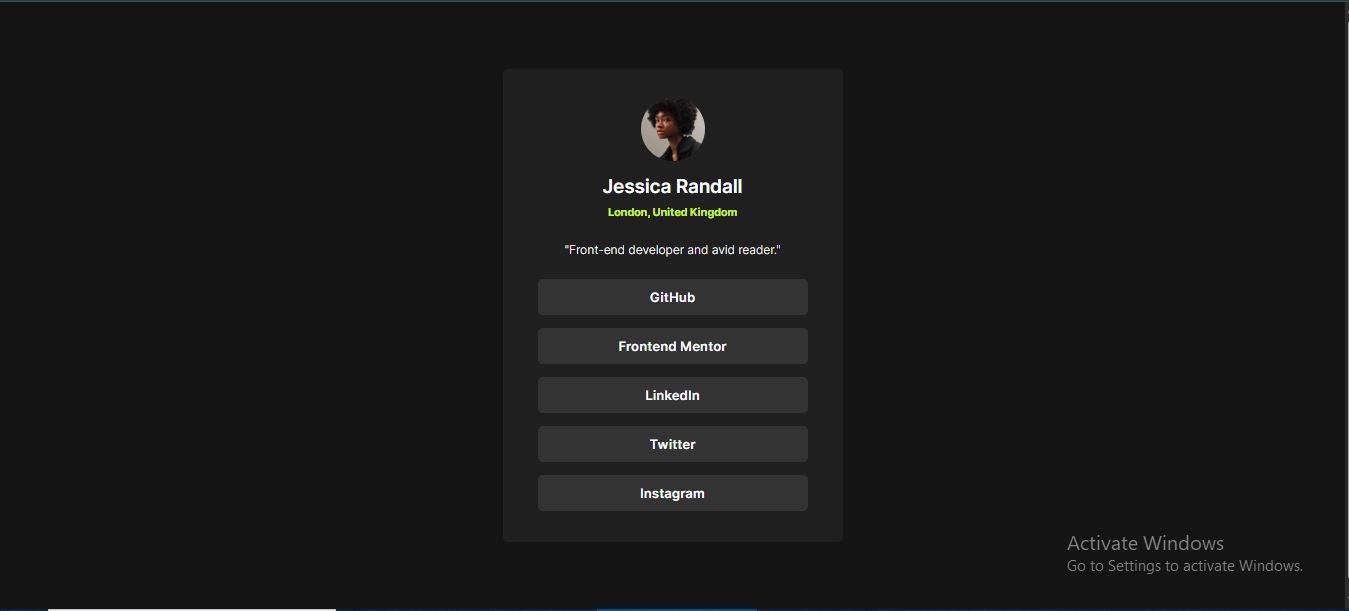 Jessica Randall
London, United Kingdom
"Front-end developer and avid reader."
GitHub
Frontend Mentor
LinkedIn
Twitter
Instagram
Activate Windows
Go to Settings to activate Windows.